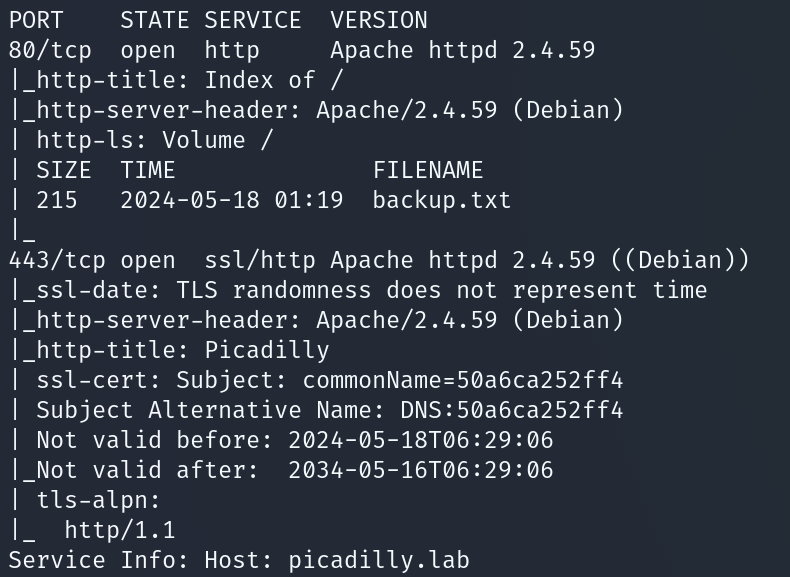 PORT    STATE SERVICE  VERSION
80/tcp  open  http     Apache httpd 2.4.59
|_http-title: Index of /
|_http-server-header: Apache/2.4.59 (Debian)
| http-ls: Volume /
| SIZE  TIME              FILENAME
| 215   2024-05-18 01:19  backup.txt
|_
443/tcp open  ssl/http Apache httpd 2.4.59 ((Debian))
|_ssl-date: TLS randomness does not represent time
|_http-server-header: Apache/2.4.59 (Debian)
|_http-title: Picadilly
| ssl-cert: Subject: commonName=50a6ca252ff4
| Subject Alternative Name: DNS:50a6ca252ff4
| Not valid before: 2024-05-18T06:29:06
|_Not valid after:  2034-05-16T06:29:06
| tls-alpn:
|_  http/1.1
Service Info: Host: picadilly.lab